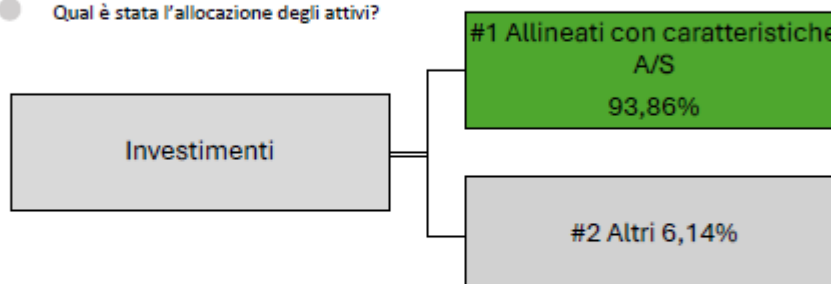 Qual è stata l'allocazione degli attivi?
#1 Allineati con caratteristiche
A/S
93,86%
Investimenti
#2 Altri 6,14%